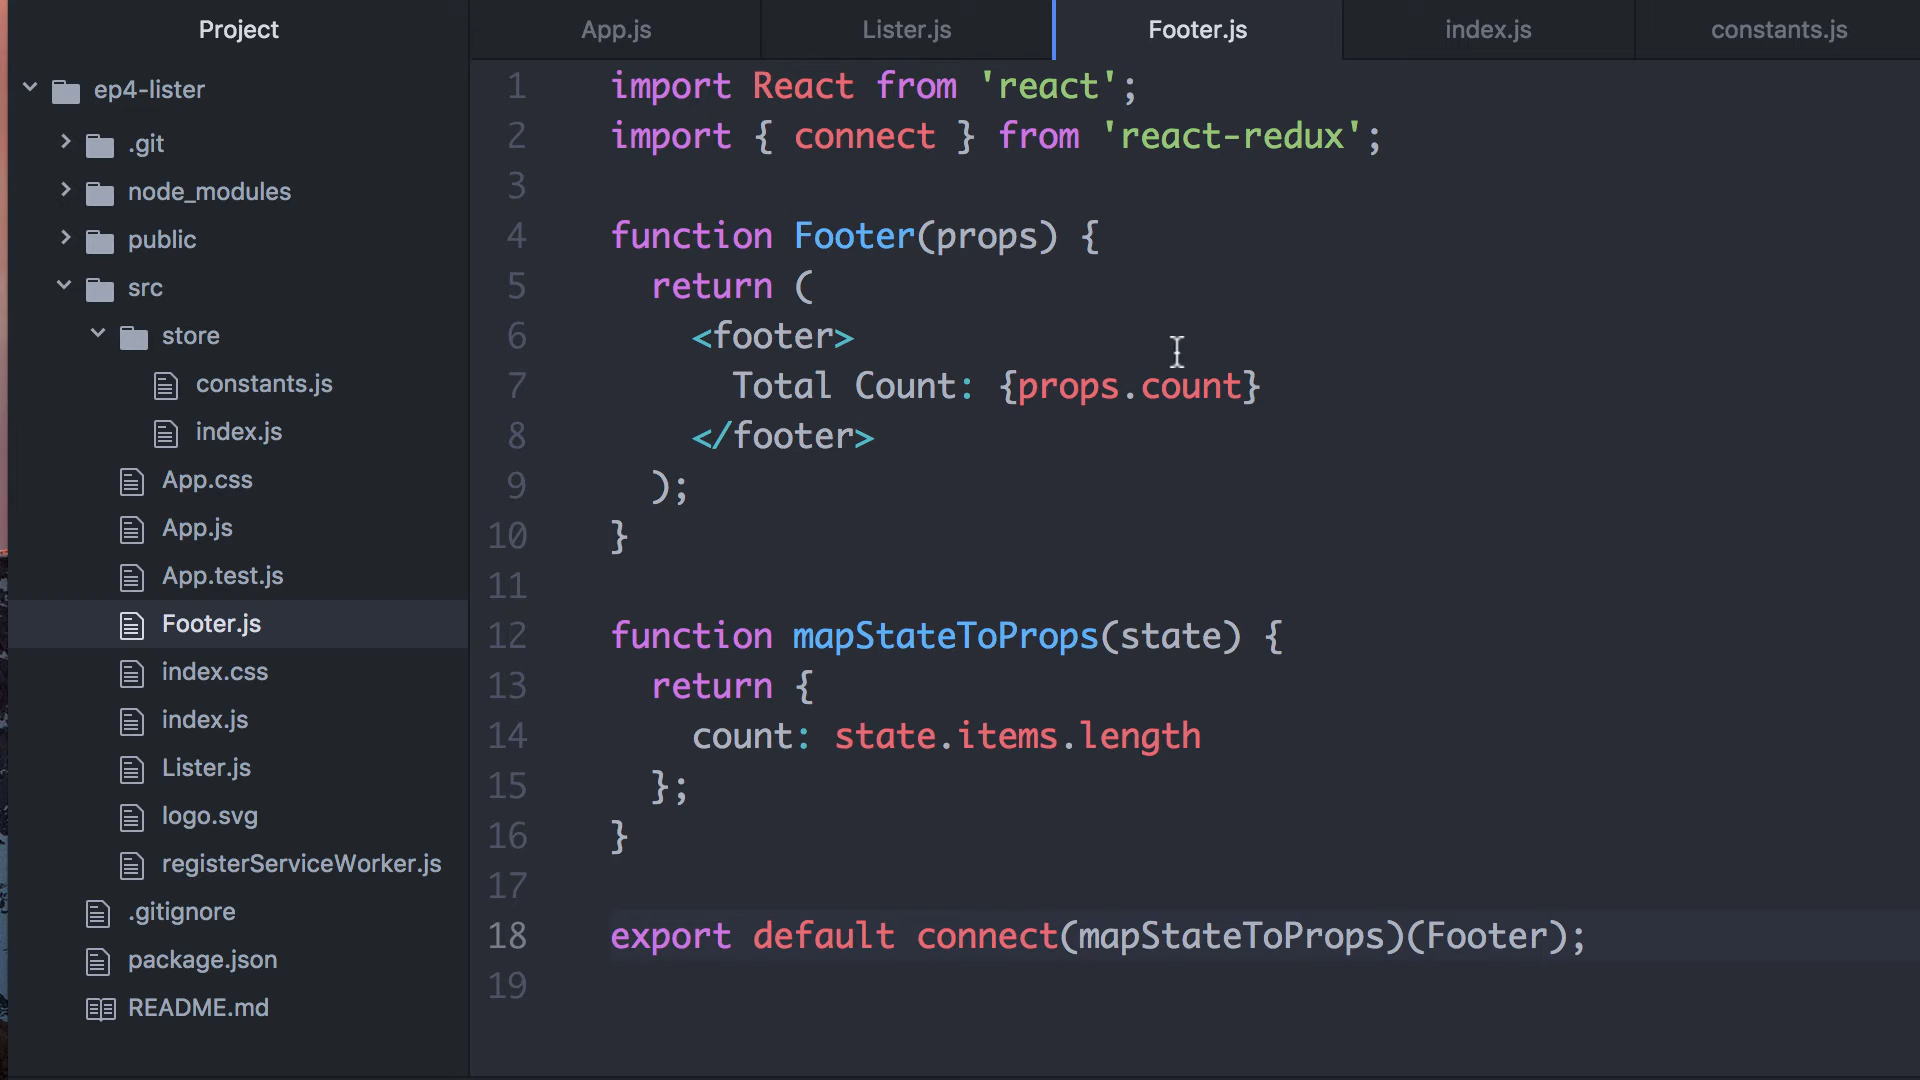 Project
ep4-lister
.git
node_modules
public
src
store
constants.js
index.js
App.css
App.js
App.test.js
Footer.js
index.css
index.js
Lister.js
logo.svg
registerServiceWorker.js
.gitignore
package.json
README.md
App.js Lister.js Footer.js index.js constants.js
1 import React from 'react';
2 import { connect } from 'react-redux';
3
4 function Footer(props) {
5 return (
6 <footer>
7 Total Count: {props.count}
8 </footer>
9 );
10 }
11
12 function mapStateToProps(state) {
13 return {
14 count: state.items.length
15 };
16 }
17
18 export default connect(mapStateToProps)(Footer);
19